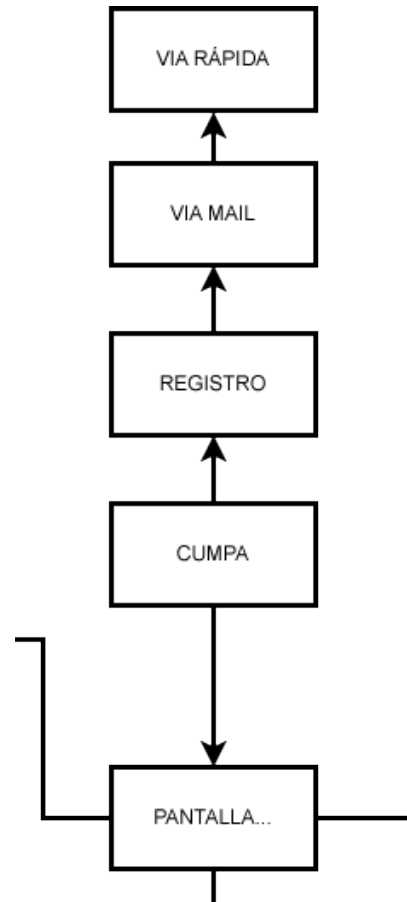 VIA RÁPIDA
VIA MAIL
REGISTRO
CUMPA
PANTALLA...